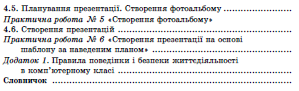 4.5. Планування презентації. Створення фотоальбому ........
Практична робота № 5 «Створення фотоальбому»
4.6. Створення презентацій ........
Практична робота № 6 «Створення презентації на основі
шаблону за наведеним планом» ........
Додаток 1. Правила поведінки і безпеки життєдіяльності
в комп'ютерному класі ........
Словничок ........